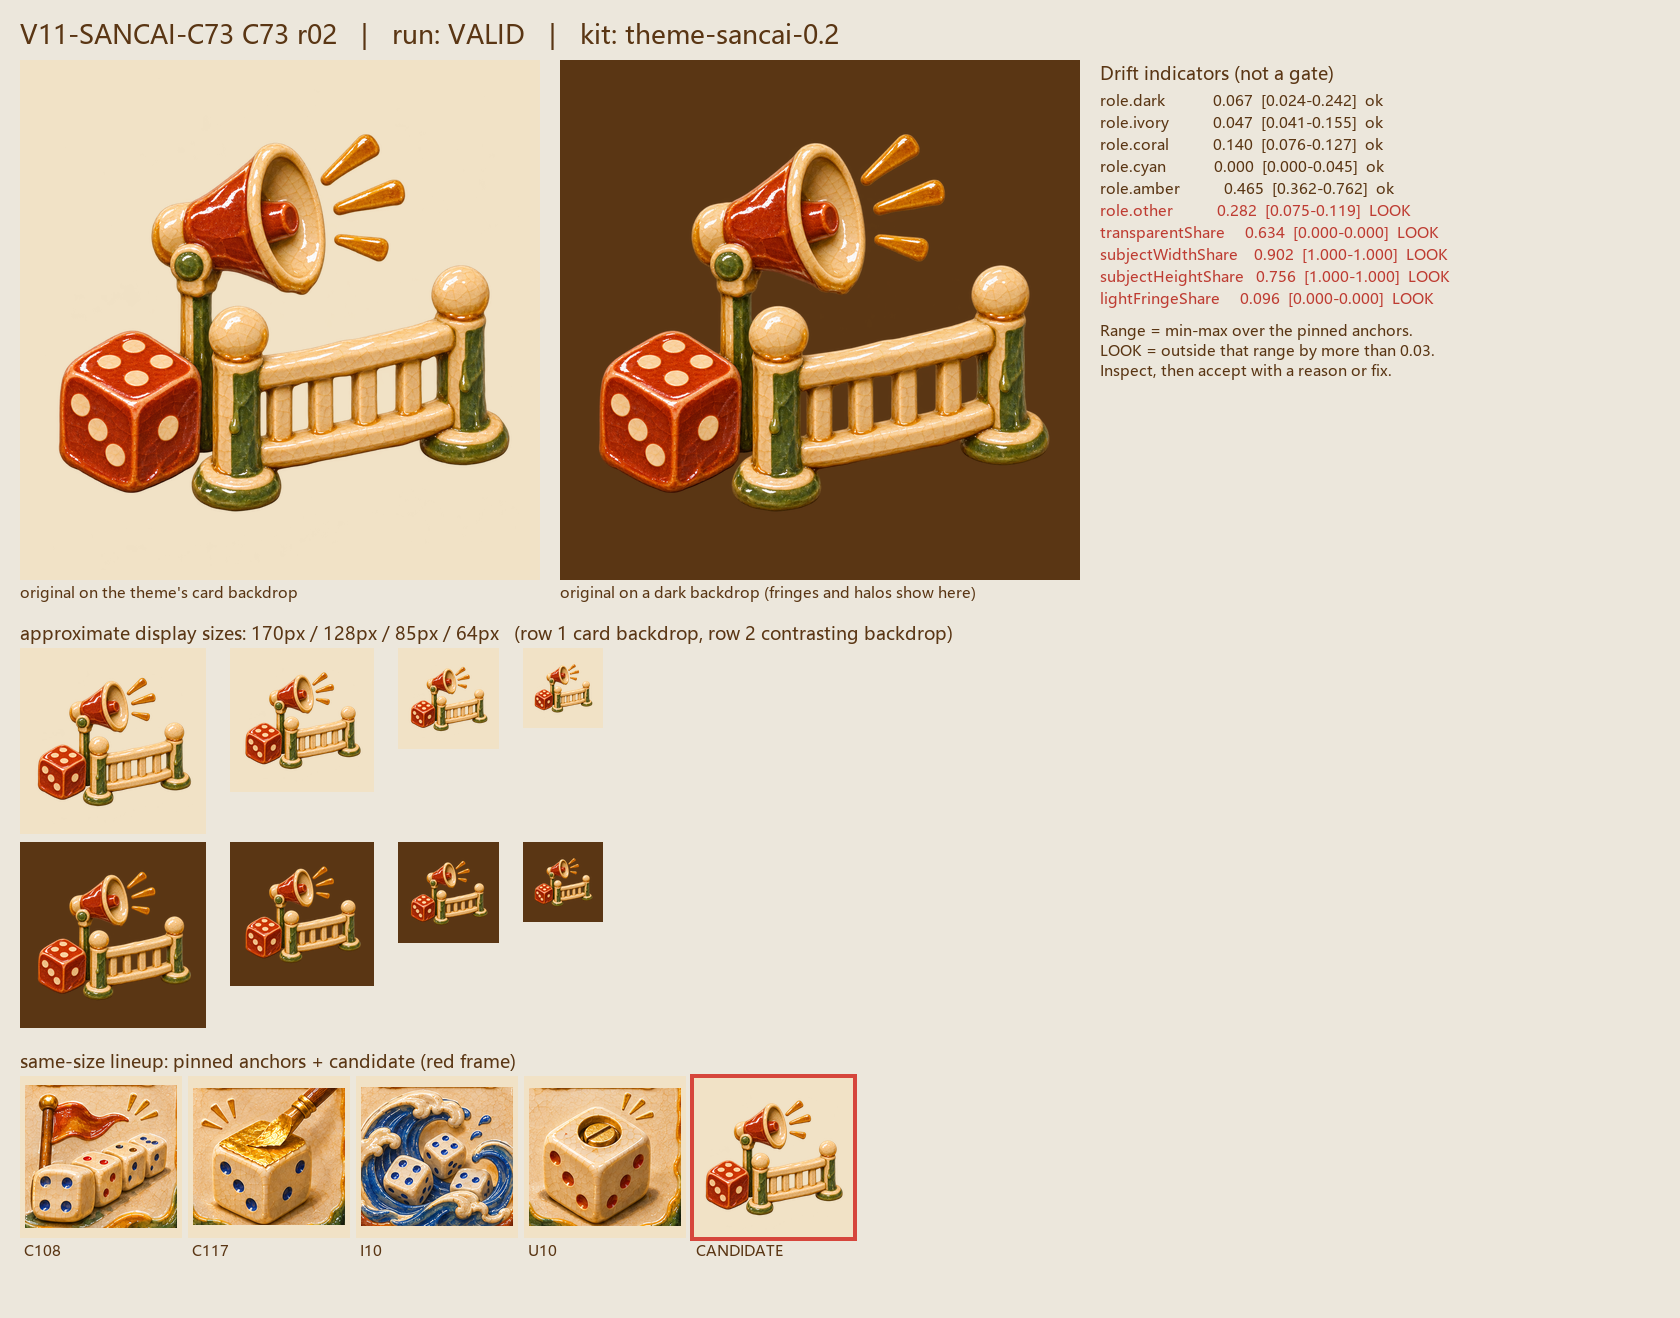 V11-SANCAI-C73 C73 r02 | run: VALID | kit: theme-sancai-0.2
Drift indicators (not a gate)
role.dark 0.067 [0.024-0.242] ok
role.ivory 0.047 [0.041-0.155] ok
role.coral 0.140 [0.076-0.127] ok
role.cyan 0.000 [0.000-0.045] ok
role.amber 0.465 [0.362-0.762] ok
role.other 0.282 [0.075-0.119] LOOK
transparentShare 0.634 [0.000-0.000] LOOK
subjectWidthShare 0.902 [1.000-1.000] LOOK
subjectHeightShare 0.756 [1.000-1.000] LOOK
lightFringeShare 0.096 [0.000-0.000] LOOK
Range = min-max over the pinned anchors.
LOOK = outside that range by more than 0.03.
Inspect, then accept with a reason or fix.
original on the theme's card backdrop
original on a dark backdrop (fringes and halos show here)
approximate display sizes: 170px / 128px / 85px / 64px (row 1 card backdrop, row 2 contrasting backdrop)
same-size lineup: pinned anchors + candidate (red frame)
C108
C117
I10
U10
CANDIDATE